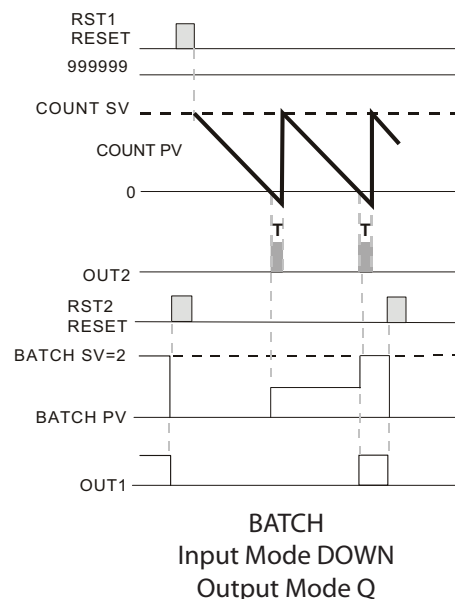 RST1
RESET
999999
COUNT SV
COUNT PV
0
T
T
OUT2
RST2
RESET
BATCH SV=2
BATCH PV
OUT1
BATCH
Input Mode DOWN
Output Mode Q